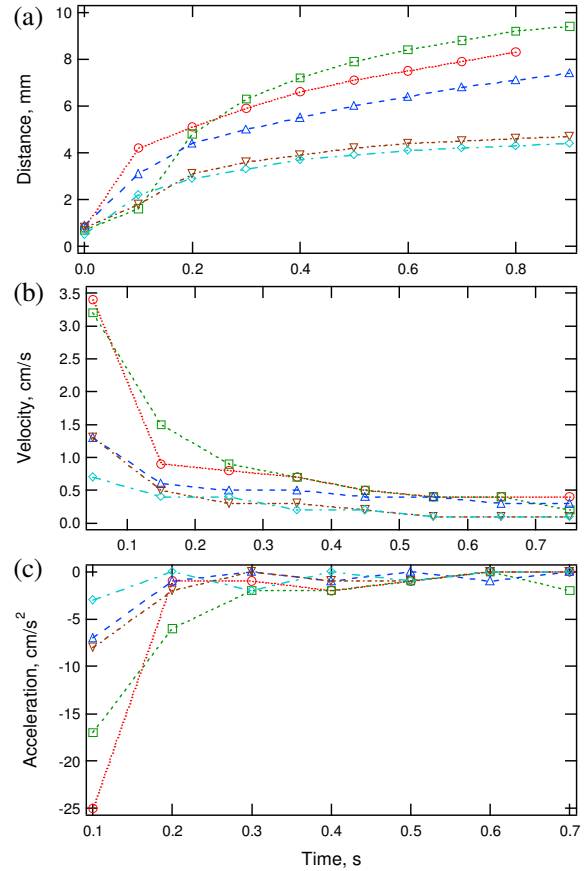 (a)
10
8
6
4
2
0
Distance, mm
0.0 0.2 0.4 0.6 0.8
(b)
3.5
3.0
2.5
2.0
1.5
1.0
0.5
0.0
Velocity, cm/s
0.1 0.2 0.3 0.4 0.5 0.6 0.7
(c)
0
-5
-10
-15
-20
-25
Acceleration, cm/s²
0.1 0.2 0.3 0.4 0.5 0.6 0.7
Time, s